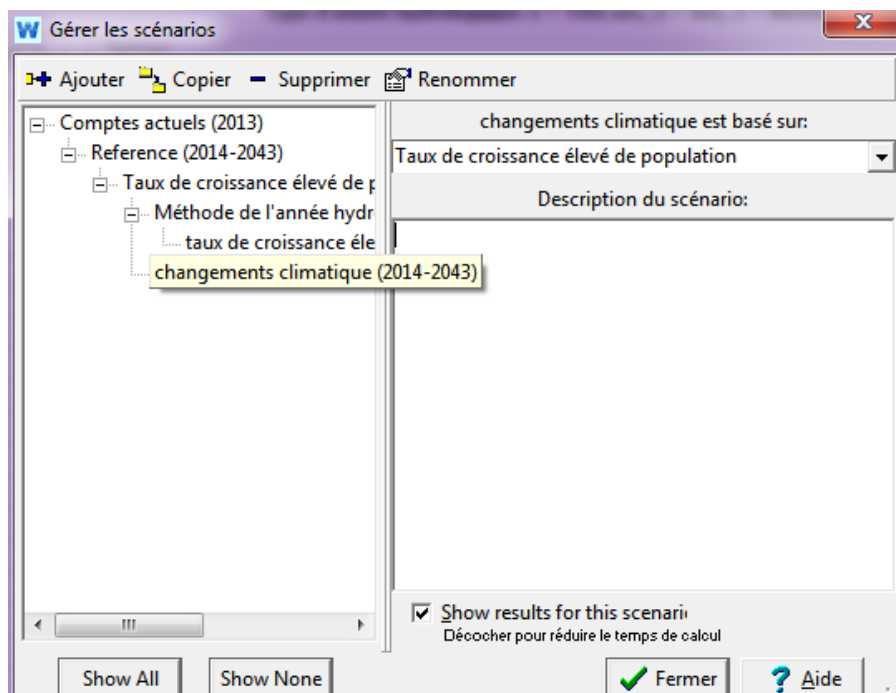 Gérer les scénarios
Ajouter Copier Supprimer Renommer
Comptes actuels (2013)
Reference (2014-2043)
Taux de croissance élevé de p
Méthode de l'année hydr
taux de croissance éle
changements climatique (2014-2043)
changements climatique est basé sur:
Taux de croissance élevé de population
Description du scénario:
Show results for this scenari
Décocher pour réduire le temps de calcul
Show All Show None Fermer ? Aide